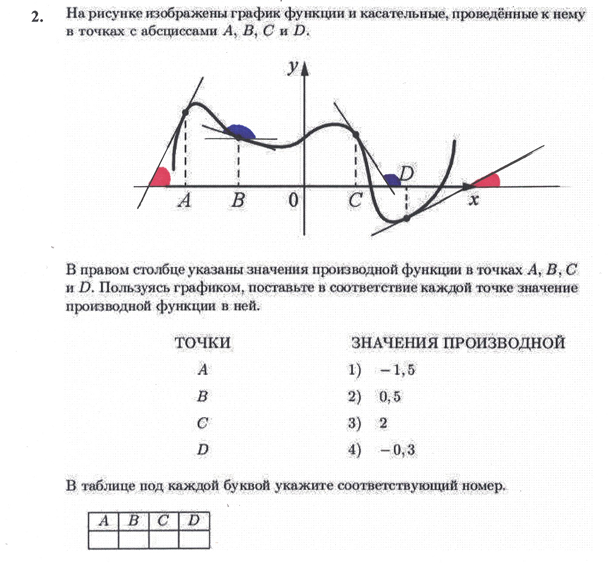 2. На рисунке изображены график функции и касательные, проведённые к нему
в точках с абсциссами A, B, C и D.
y
D
A B 0 C x
В правом столбце указаны значения производной функции в точках A, B, C
и D. Пользуясь графиком, поставьте в соответствие каждой точке значение
производной функции в ней.
ТОЧКИ ЗНАЧЕНИЯ ПРОИЗВОДНОЙ
A 1) −1,5
B 2) 0,5
C 3) 2
D 4) −0,3
В таблице под каждой буквой укажите соответствующий номер.
A B C D